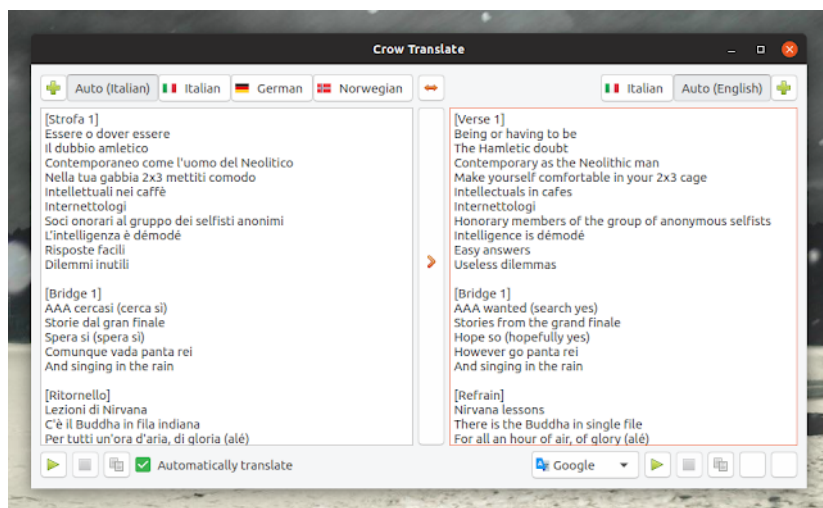 Crow Translate
Auto (Italian) Italian German Norwegian
Italian Auto (English)
[Strofa 1]
Essere o dover essere
Il dubbio amletico
Contemporaneo come l'uomo del Neolitico
Nella tua gabbia 2x3 mettiti comodo
Intellettuali nei caffè
Internettologi
Soci onorari al gruppo dei selfisti anonimi
L'intelligenza è démodé
Risposte facili
Dilemmi inutili
[Bridge 1]
AAA cercasi (cerca sì)
Storie dal gran finale
Spera si (spera sì)
Comunque vada panta rei
And singing in the rain
[Ritornello]
Lezioni di Nirvana
C'è il Buddha in fila indiana
Per tutti un'ora d'aria, di gloria (alé)
[Verse 1]
Being or having to be
The Hamletic doubt
Contemporary as the Neolithic man
Make yourself comfortable in your 2x3 cage
Intellectuals in cafes
Internettologi
Honorary members of the group of anonymous selfists
Intelligence is démodé
Easy answers
Useless dilemmas
[Bridge 1]
AAA wanted (search yes)
Stories from the grand finale
Hope so (hopefully yes)
However go panta rei
And singing in the rain
[Refrain]
Nirvana lessons
There is the Buddha in single file
For all an hour of air, of glory (alé)
Automatically translate
Google